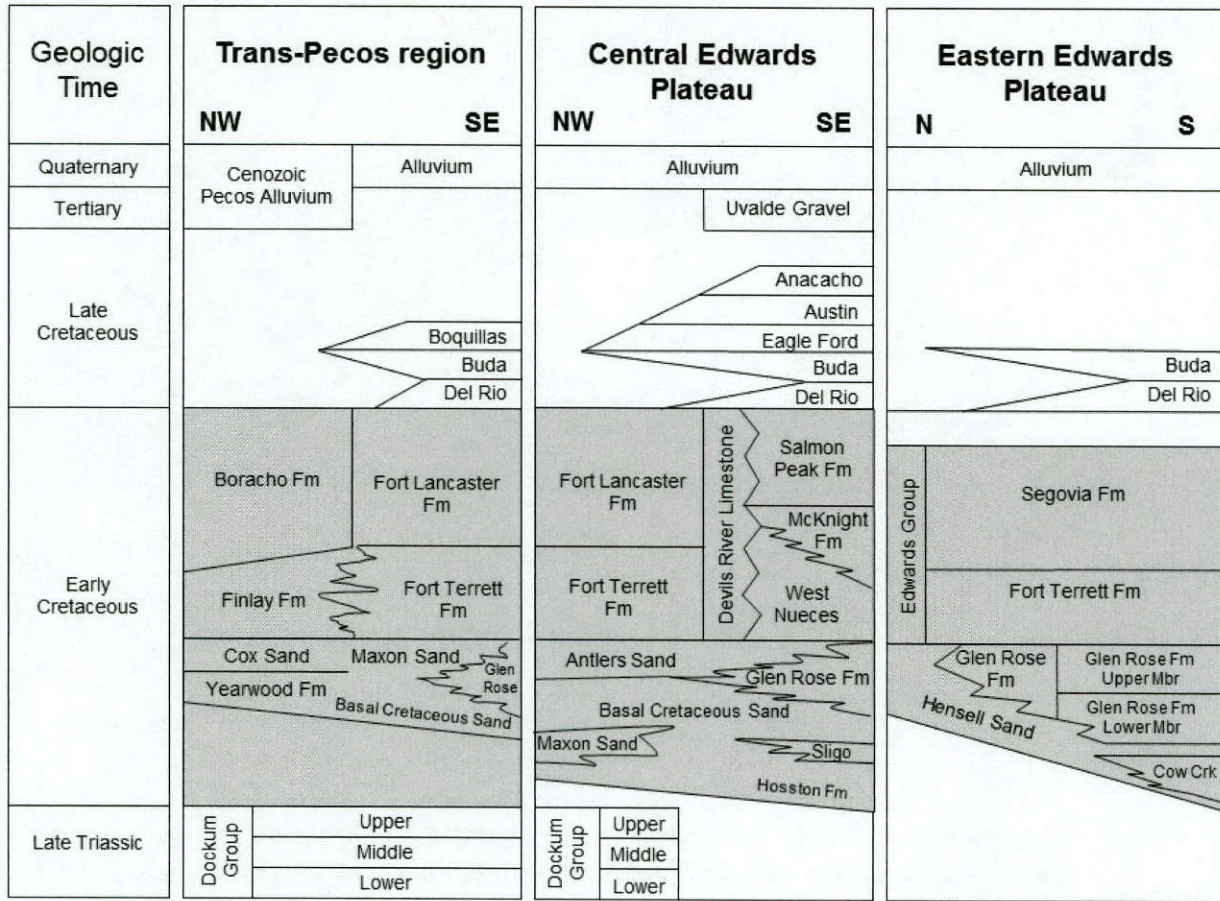 Geologic
Time
Quaternary
Tertiary
Late
Cretaceous
Early
Cretaceous
Late Triassic
Trans-Pecos region
NW SE
Cenozoic
Pecos Alluvium
Alluvium
Boquillas
Buda
Del Rio
Boracho Fm
Fort Lancaster
Fm
Finlay Fm
Fort Terrett
Fm
Cox Sand
Maxon Sand
Glen
Rose
Yearwood Fm
Basal Cretaceous Sand
Dockum
Group
Upper
Middle
Lower
Central Edwards
Plateau
NW SE
Alluvium
Uvalde Gravel
Anacacho
Austin
Eagle Ford
Buda
Del Rio
Fort Lancaster
Fm
Devils River Limestone
Salmon
Peak Fm
McKnight
Fm
Fort Terrett
Fm
West
Nueces
Antlers Sand
Glen Rose Fm
Basal Cretaceous Sand
Maxon Sand
Sligo
Hosston Fm
Dockum
Group
Upper
Middle
Lower
Eastern Edwards
Plateau
N S
Alluvium
Buda
Del Rio
Edwards Group
Segovia Fm
Fort Terrett Fm
Glen Rose
Fm
Glen Rose Fm
Upper Mbr
Hensell Sand
Glen Rose Fm
Lower Mbr
Cow Crk